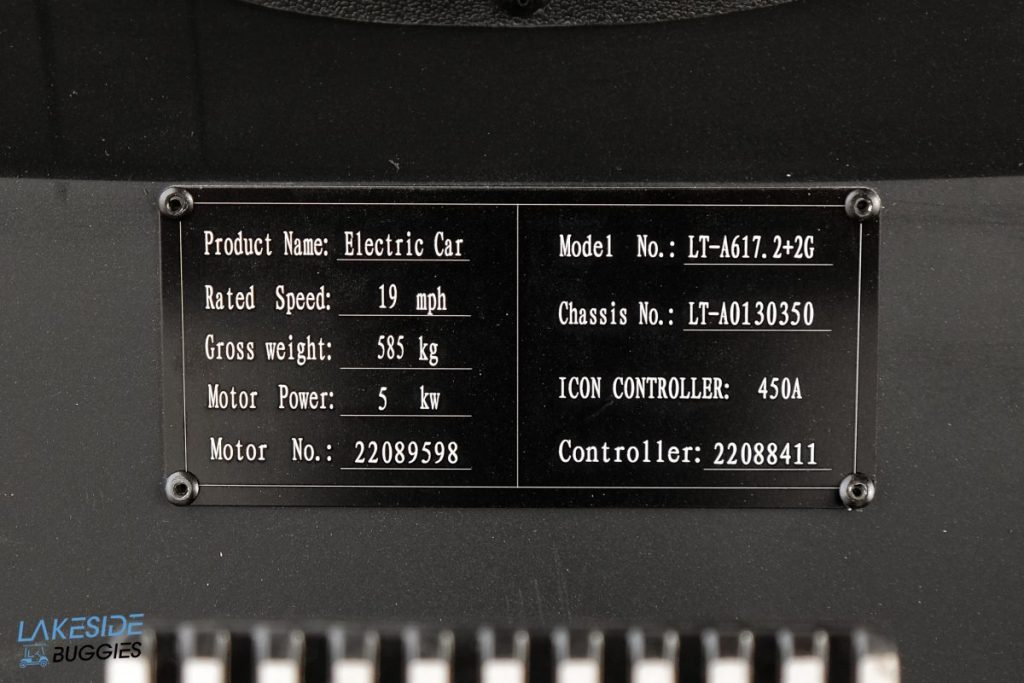 Product Name: Electric Car
Rated Speed: 19 mph
Gross weight: 585 kg
Motor Power: 5 kw
Motor No.: 22089598
Model No.: LT-A617.2+2G
Chassis No.: LT-A0130350
ICON CONTROLLER: 450A
Controller: 22088411
LAKESIDE
BUGGIES